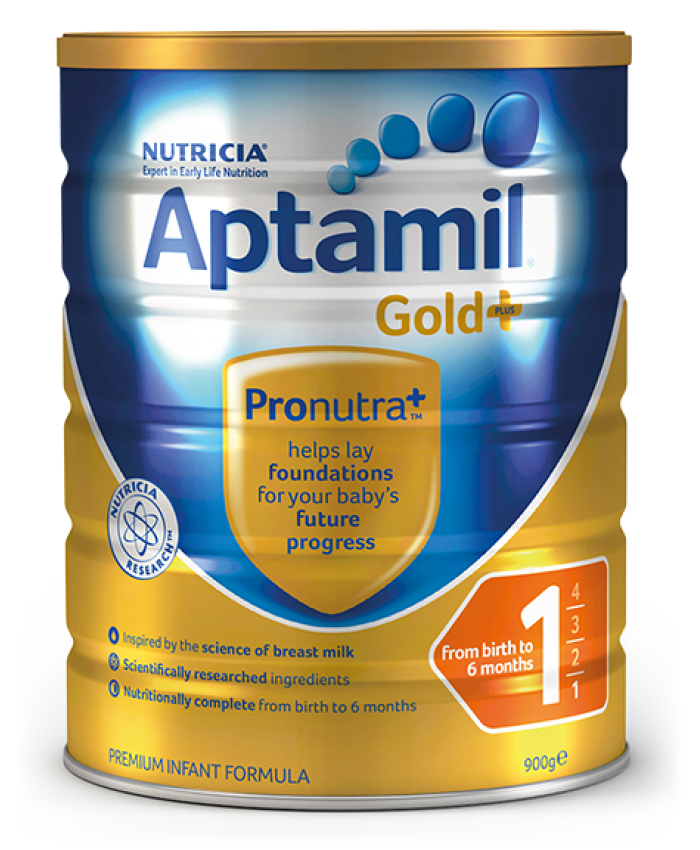 NUTRICIA®
Expert in Early Life Nutrition
Aptamil®
Gold+
PLUS
Pronutra+™
helps lay
foundations
for your baby's
future
progress
NUTRICIA
RESEARCH™
Inspired by the science of breast milk
Scientifically researched ingredients
Nutritionally complete from birth to 6 months
from birth to
6 months
1
4
3
2
1
PREMIUM INFANT FORMULA
900g℮